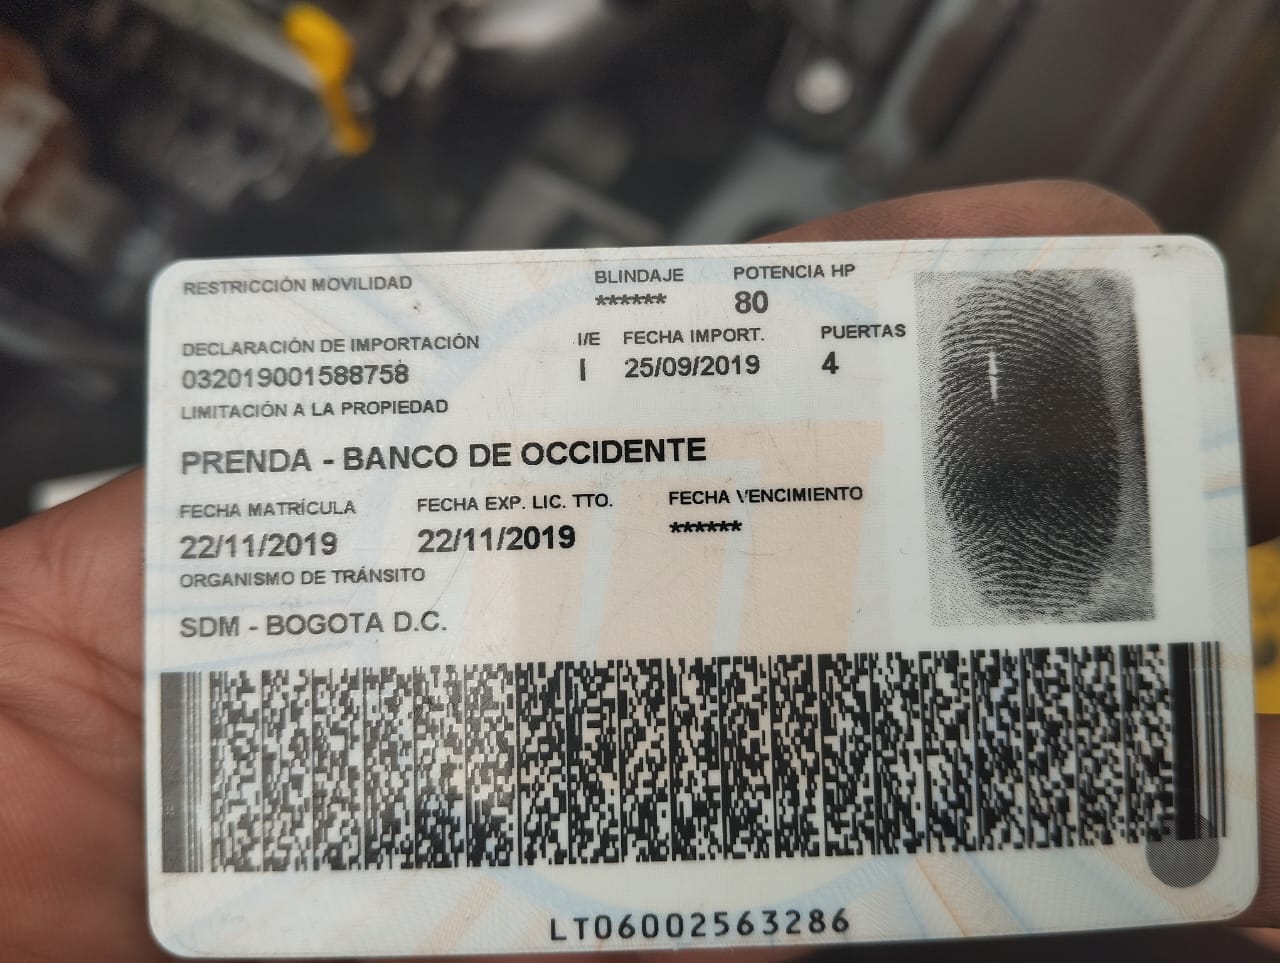 RESTRICCIÓN MOVILIDAD BLINDAJE POTENCIA HP
****** 80
DECLARACIÓN DE IMPORTACIÓN I/E FECHA IMPORT. PUERTAS
032019001588758 I 25/09/2019 4
LIMITACIÓN A LA PROPIEDAD
PRENDA - BANCO DE OCCIDENTE
FECHA MATRÍCULA FECHA EXP. LIC. TTO. FECHA VENCIMIENTO
22/11/2019 22/11/2019 ******
ORGANISMO DE TRÁNSITO
SDM - BOGOTA D.C.
LT06002563286